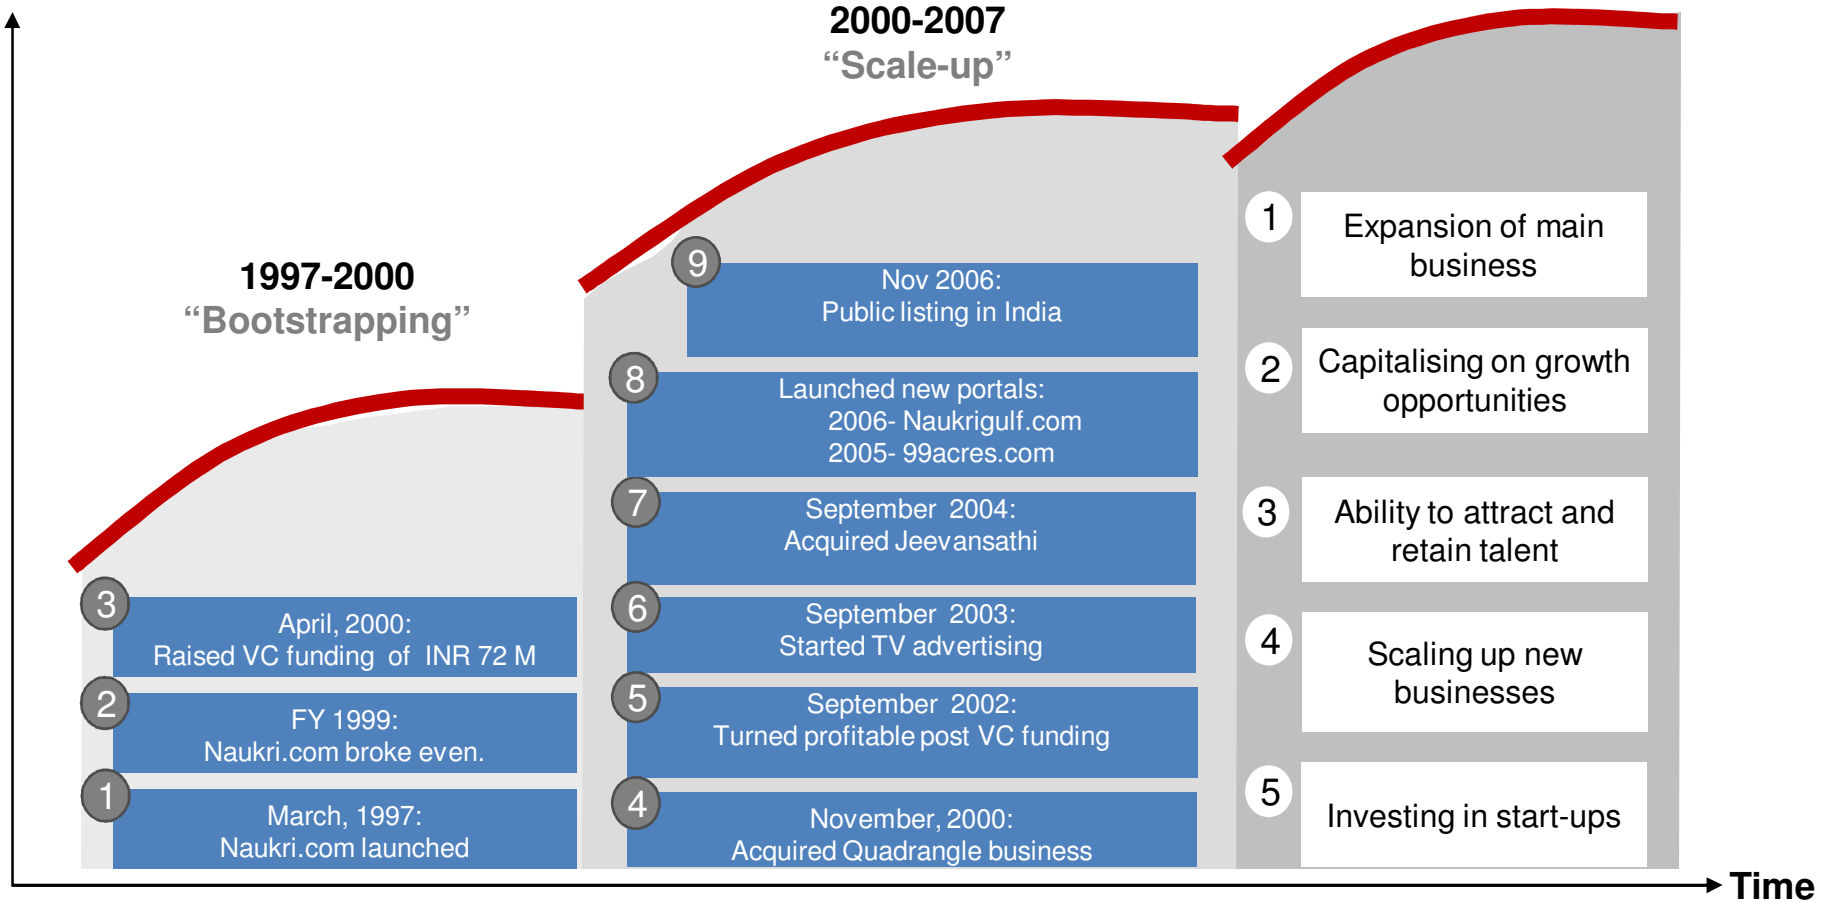 1997-2000
“Bootstrapping”
3
April, 2000:
Raised VC funding of INR 72 M
2
FY 1999:
Naukri.com broke even.
1
March, 1997:
Naukri.com launched
2000-2007
“Scale-up”
9
Nov 2006:
Public listing in India
8
Launched new portals:
2006- Naukrigulf.com
2005- 99acres.com
7
September 2004:
Acquired Jeevansathi
6
September 2003:
Started TV advertising
5
September 2002:
Turned profitable post VC funding
4
November, 2000:
Acquired Quadrangle business
1
Expansion of main
business
2
Capitalising on growth
opportunities
3
Ability to attract and
retain talent
4
Scaling up new
businesses
5
Investing in start-ups
Time